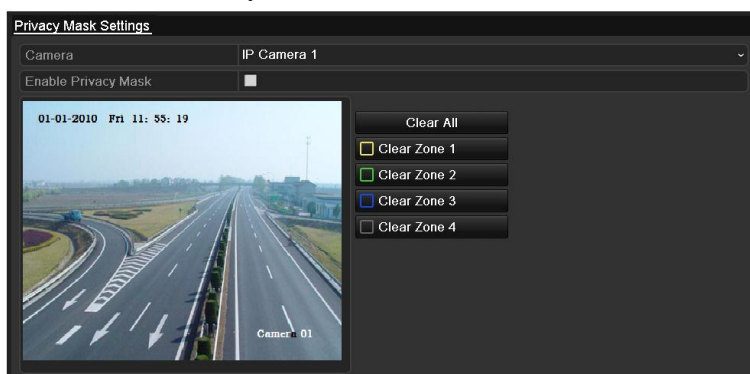 Privacy Mask Settings
Camera IP Camera 1
Enable Privacy Mask
01-01-2010 Fri 11: 55: 19
Clear All
Clear Zone 1
Clear Zone 2
Clear Zone 3
Clear Zone 4
Camera 01